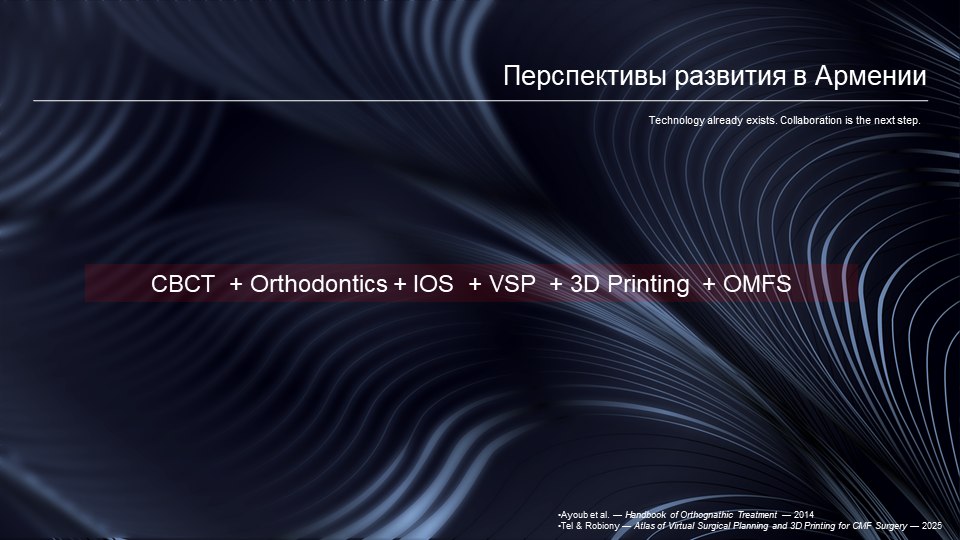 Перспективы развития в Армении
Technology already exists. Collaboration is the next step.
CBCT + Orthodontics + IOS + VSP + 3D Printing + OMFS
•Ayoub et al. — Handbook of Orthognathic Treatment — 2014
•Tel & Robiony — Atlas of Virtual Surgical Planning and 3D Printing for CMF Surgery — 2025